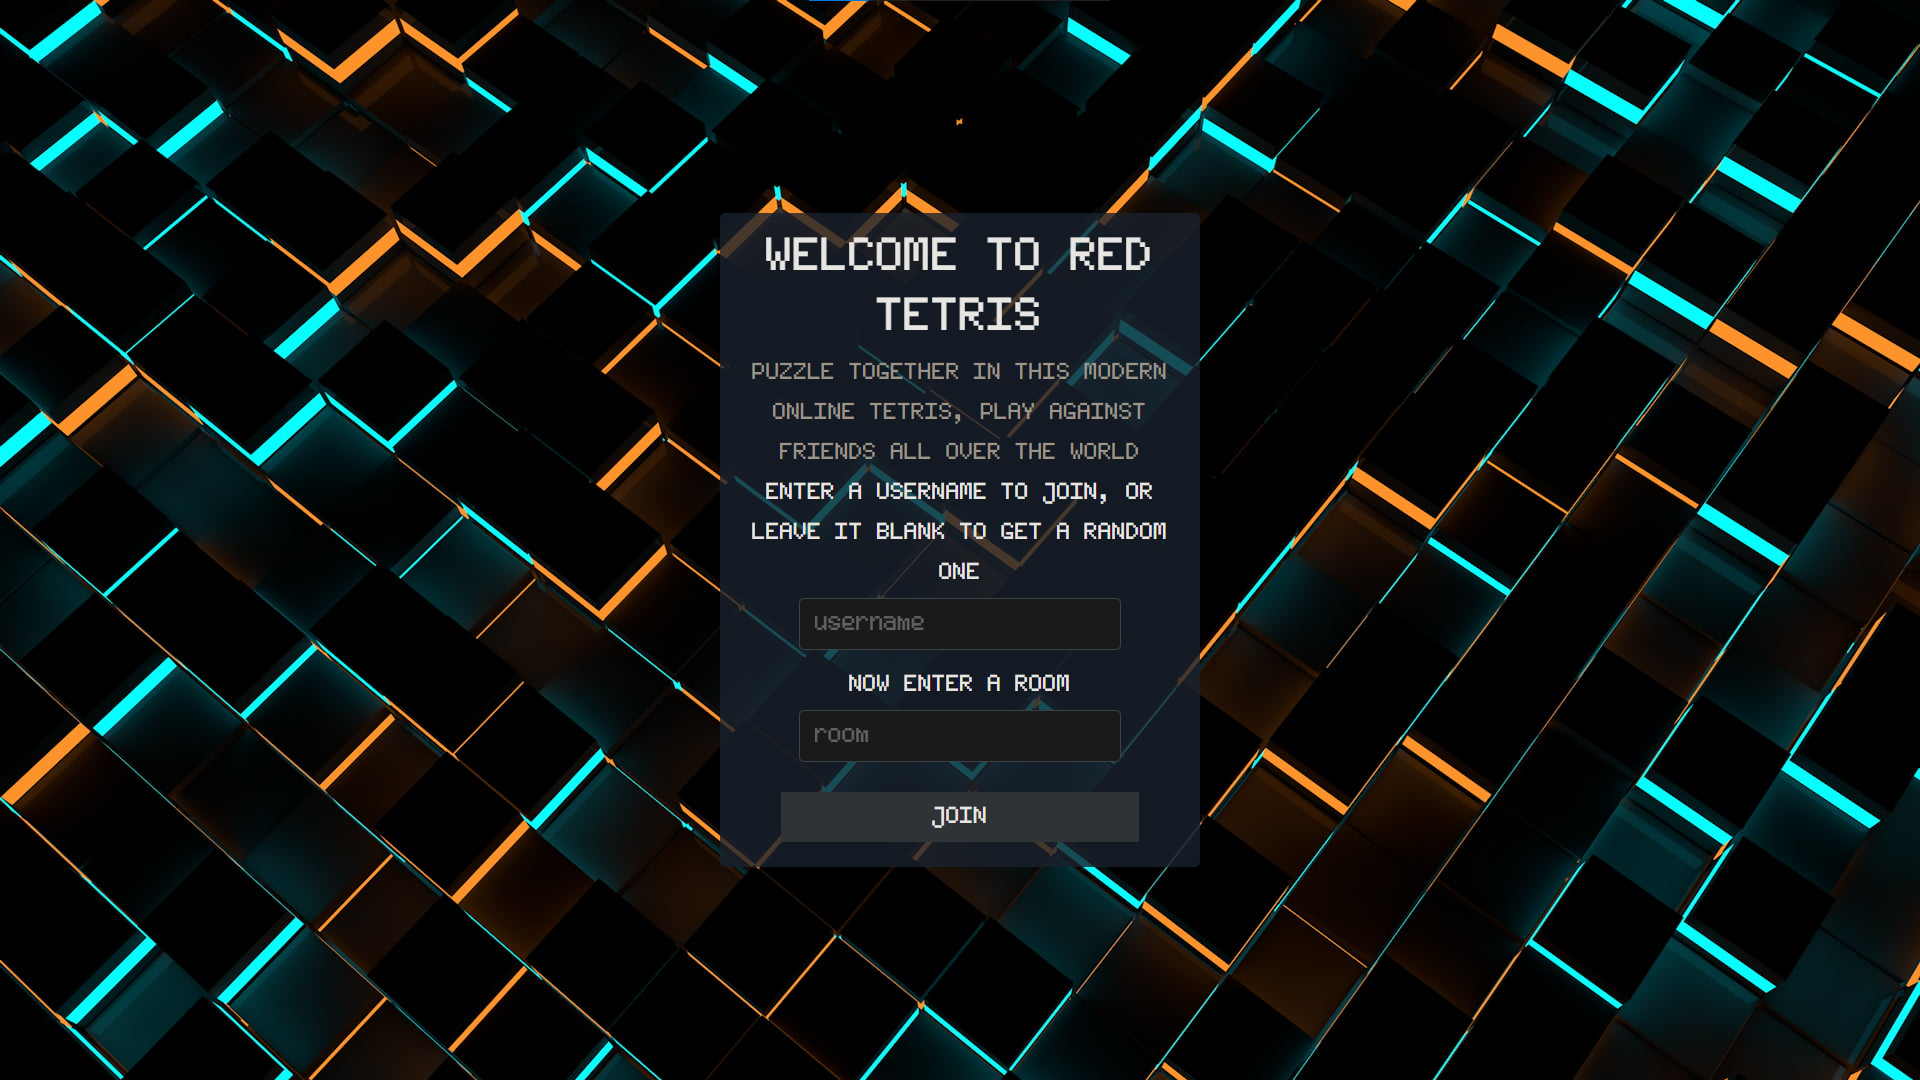 WELCOME TO RED
TETRIS
PUZZLE TOGETHER IN THIS MODERN
ONLINE TETRIS, PLAY AGAINST
FRIENDS ALL OVER THE WORLD
ENTER A USERNAME TO JOIN, OR
LEAVE IT BLANK TO GET A RANDOM
ONE
username
NOW ENTER A ROOM
room
JOIN